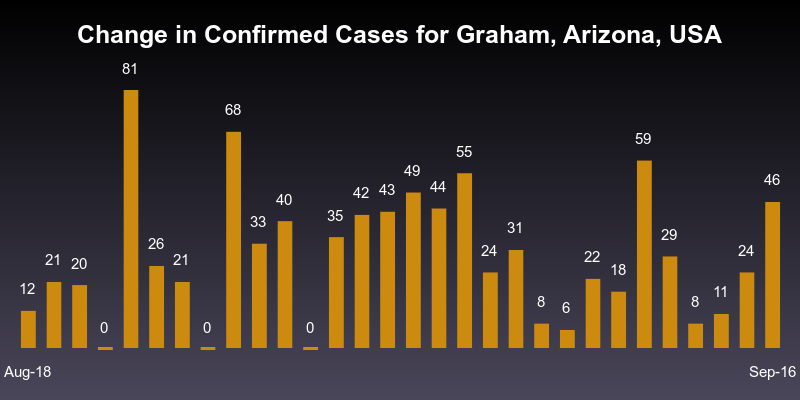 Change in Confirmed Cases for Graham, Arizona, USA
12 21 20 0 81 26 21 0 68 33 40 0 35 42 43 49 44 55 24 31 8 6 22 18 59 29 8 11 24 46
Aug-18 Sep-16